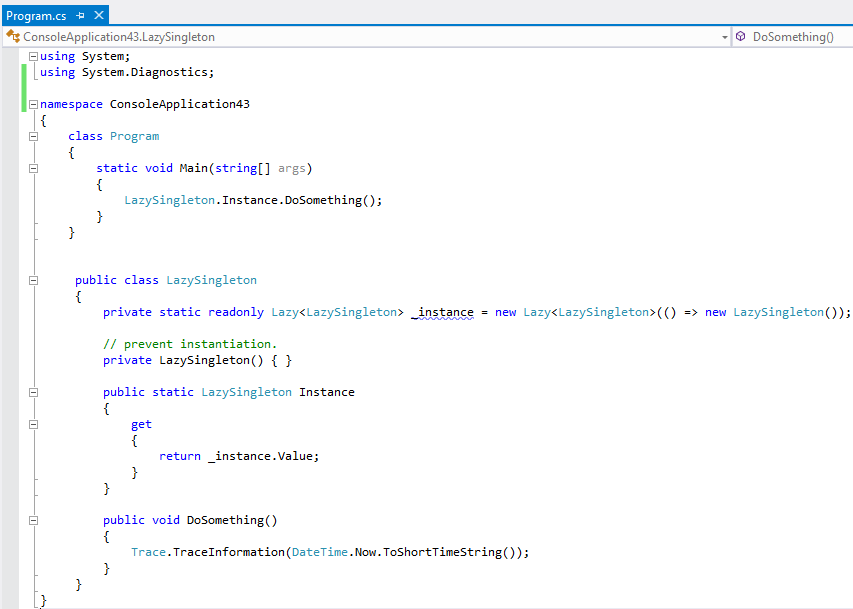 Program.cs
ConsoleApplication43.LazySingleton DoSomething()
using System;
using System.Diagnostics;
namespace ConsoleApplication43
{
class Program
{
static void Main(string[] args)
{
LazySingleton.Instance.DoSomething();
}
}
public class LazySingleton
{
private static readonly Lazy<LazySingleton> _instance = new Lazy<LazySingleton>(() => new LazySingleton());
// prevent instantiation.
private LazySingleton() { }
public static LazySingleton Instance
{
get
{
return _instance.Value;
}
}
public void DoSomething()
{
Trace.TraceInformation(DateTime.Now.ToShortTimeString());
}
}
}